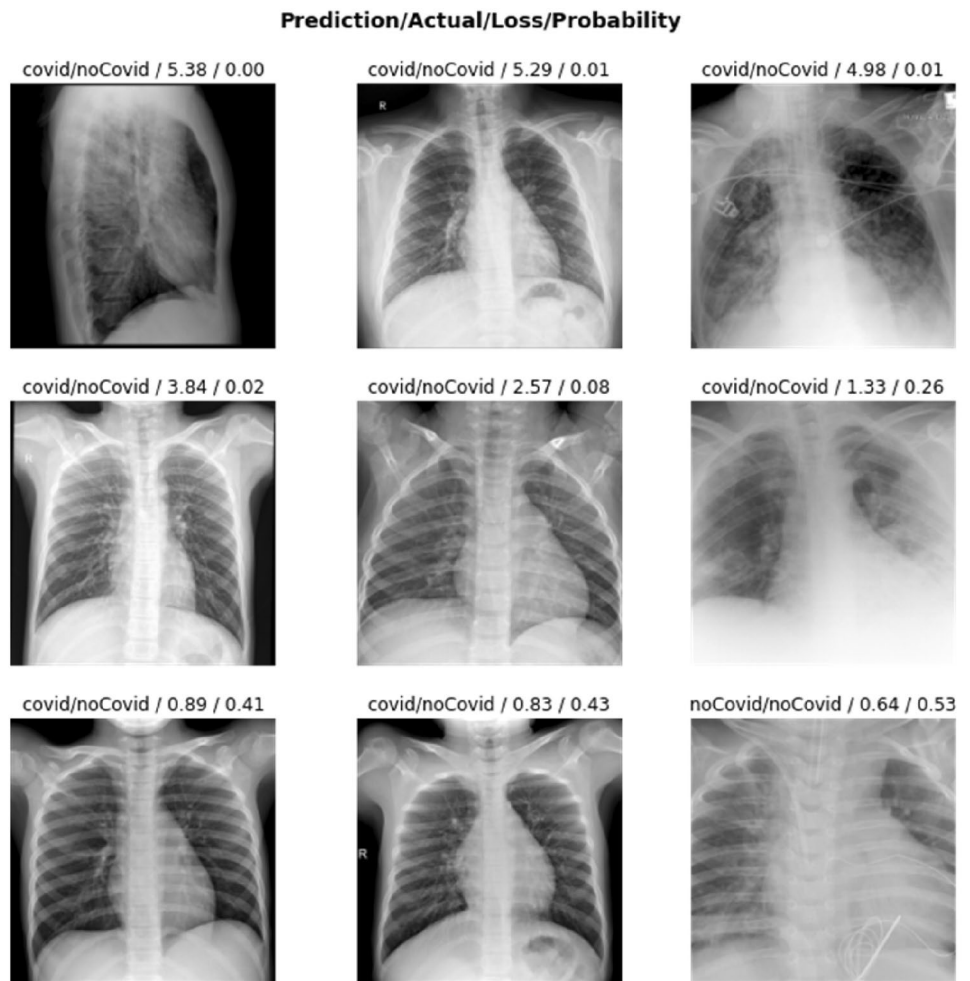 Prediction/Actual/Loss/Probability
covid/noCovid / 5.38 / 0.00
covid/noCovid / 5.29 / 0.01
covid/noCovid / 4.98 / 0.01
R
covid/noCovid / 3.84 / 0.02
covid/noCovid / 2.57 / 0.08
covid/noCovid / 1.33 / 0.26
R
covid/noCovid / 0.89 / 0.41
covid/noCovid / 0.83 / 0.43
noCovid/noCovid / 0.64 / 0.53
R